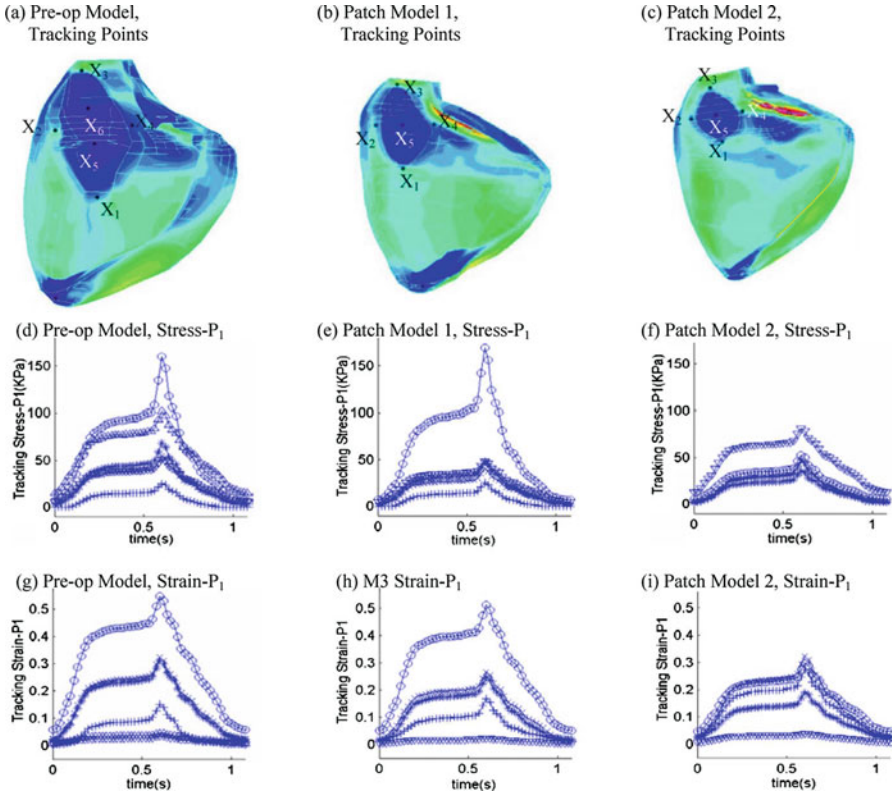 (a) Pre-op Model,
Tracking Points
(b) Patch Model 1,
Tracking Points
(c) Patch Model 2,
Tracking Points
X3
X2
X6
X5
X1
X3
X2
X4
X5
X1
X3
X2
X4
X5
X1
(d) Pre-op Model, Stress-P1
(e) Patch Model 1, Stress-P1
(f) Patch Model 2, Stress-P1
Tracking Stress-P1(KPa)
150
100
50
0
0
0.5
1
time(s)
Tracking Stress-P1(KPa)
150
100
50
0
0
0.5
1
time(s)
Tracking Stress-P1(KPa)
150
100
50
0
0
0.5
1
time(s)
(g) Pre-op Model, Strain-P1
(h) M3 Strain-P1
(i) Patch Model 2, Strain-P1
Tracking Strain-P1
0.5
0.4
0.3
0.2
0.1
0
0
0.5
1
time(s)
Tracking Strain-P1
0.5
0.4
0.3
0.2
0.1
0
0
0.5
1
time(s)
Tracking Strain-P1
0.5
0.4
0.3
0.2
0.1
0
0
0.5
1
time(s)